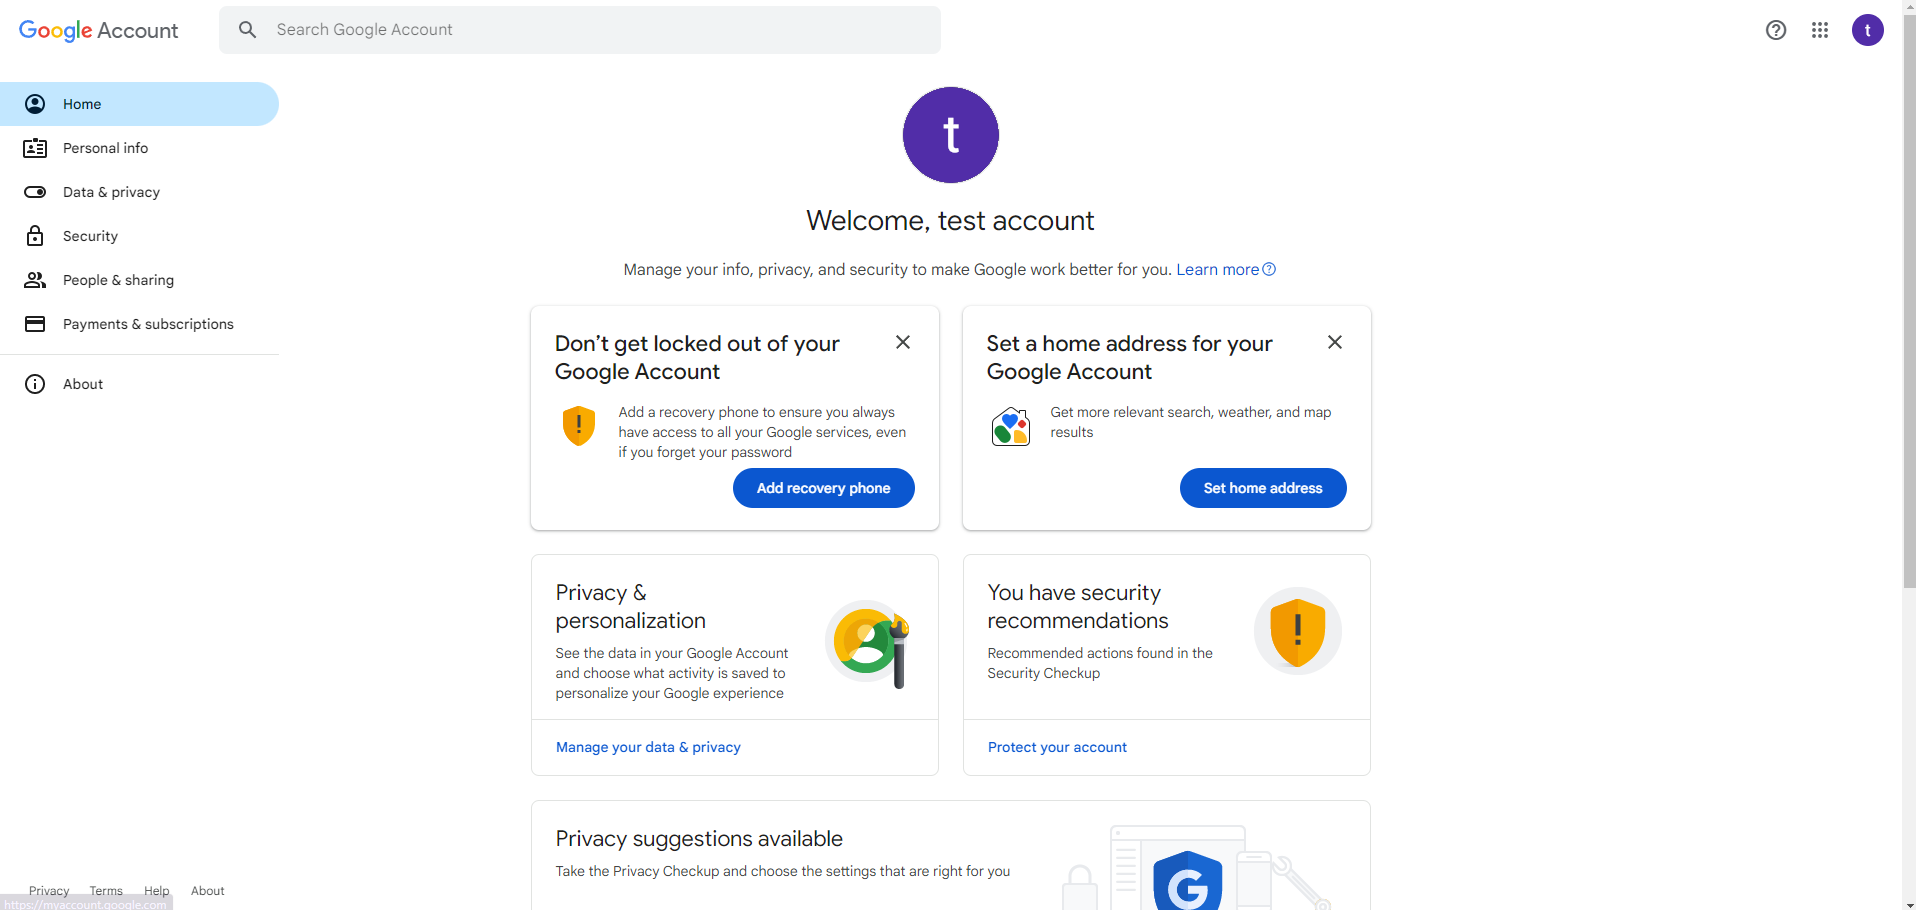 Google Account
Search Google Account
t
Home
Personal info
Data & privacy
Security
People & sharing
Payments & subscriptions
About
t
Welcome, test account
Manage your info, privacy, and security to make Google work better for you. Learn more
Don’t get locked out of your
Google Account
Add a recovery phone to ensure you always
have access to all your Google services, even
if you forget your password
Add recovery phone
Set a home address for your
Google Account
Get more relevant search, weather, and map
results
Set home address
Privacy &
personalization
See the data in your Google Account
and choose what activity is saved to
personalize your Google experience
Manage your data & privacy
You have security
recommendations
Recommended actions found in the
Security Checkup
Protect your account
Privacy suggestions available
Take the Privacy Checkup and choose the settings that are right for you
G
Privacy Terms Help About
https://myaccount.google.com